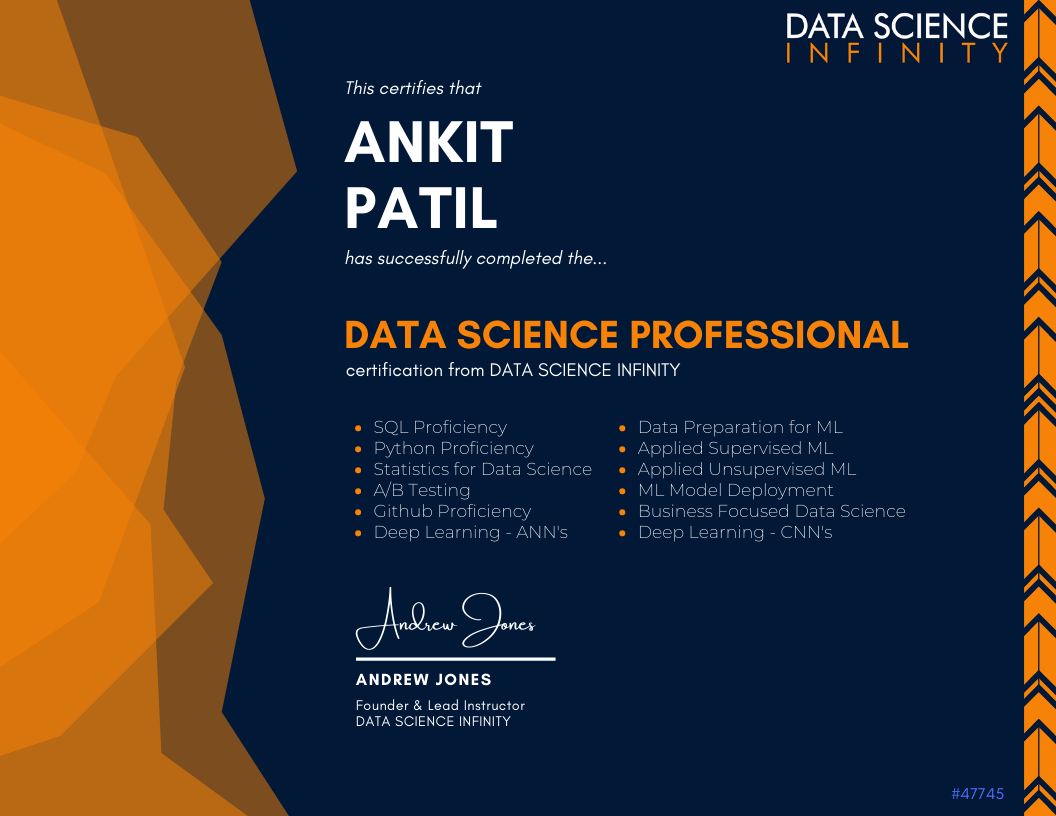 DATA SCIENCE
INFINITY
This certifies that
ANKIT
PATIL
has successfully completed the...
DATA SCIENCE PROFESSIONAL
certification from DATA SCIENCE INFINITY
SQL Proficiency
Python Proficiency
Statistics for Data Science
A/B Testing
Github Proficiency
Deep Learning - ANN's
Data Preparation for ML
Applied Supervised ML
Applied Unsupervised ML
ML Model Deployment
Business Focused Data Science
Deep Learning - CNN's
Andrew Jones
ANDREW JONES
Founder & Lead Instructor
DATA SCIENCE INFINITY
#47745